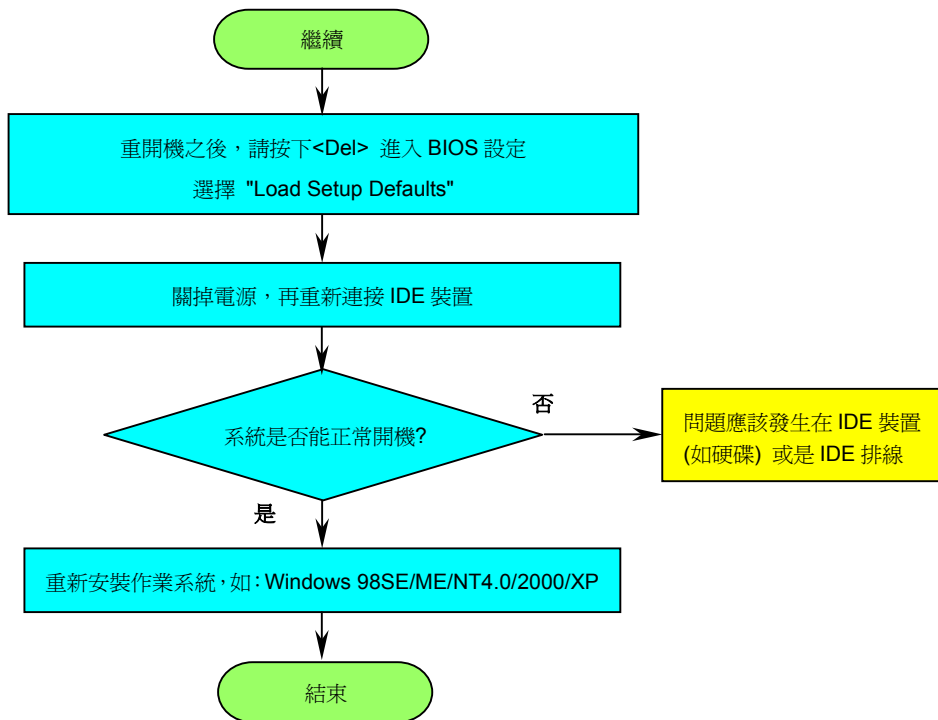 繼續
重開機之後，請按下<Del> 進入 BIOS 設定
選擇 "Load Setup Defaults"
關掉電源，再重新連接 IDE 裝置
系統是否能正常開機?
否
問題應該發生在 IDE 裝置
(如硬碟) 或是 IDE 排線
是
重新安裝作業系統，如：Windows 98SE/ME/NT4.0/2000/XP
結束